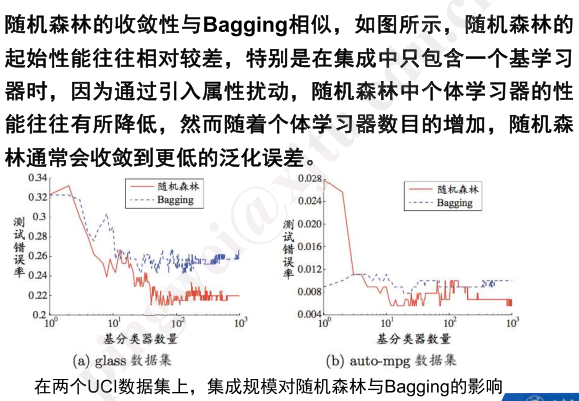 随机森林的收敛性与Bagging相似，如图所示，随机森林的
起始性能往往相对较差，特别是在集成中只包含一个基学习
器时，因为通过引入属性扰动，随机森林中个体学习器的性
能往往有所降低，然而随着个体学习器数目的增加，随机森
林通常会收敛到更低的泛化误差。
0.34
0.32
0.3
0.28
0.26
0.24
0.22
0.2
测试错误率
随机森林
Bagging
10⁰
10¹
10²
10³
基分类器数量
(a) glass 数据集
0.028
0.024
0.020
0.016
0.012
0.008
0.004
测试错误率
随机森林
Bagging
10⁰
10¹
10²
10³
基分类器数量
(b) auto-mpg 数据集
在两个UCI数据集上，集成规模对随机森林与Bagging的影响